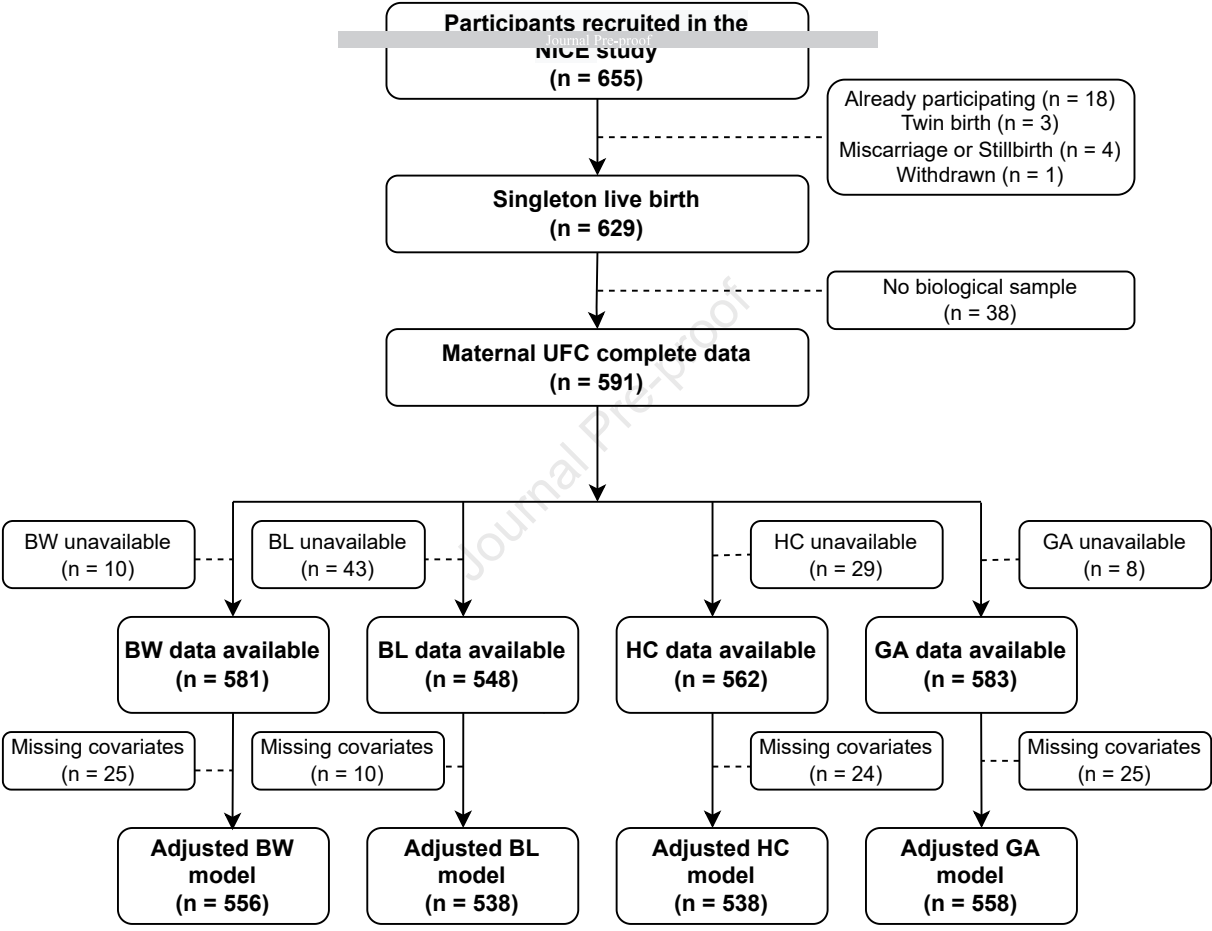 Participants recruited in the
Journal Pre-proof
NICE study
(n = 655)
Already participating (n = 18)
Twin birth (n = 3)
Miscarriage or Stillbirth (n = 4)
Withdrawn (n = 1)
Singleton live birth
(n = 629)
No biological sample
(n = 38)
Maternal UFC complete data
(n = 591)
Journal Pre-proof
BW unavailable
(n = 10)
BL unavailable
(n = 43)
HC unavailable
(n = 29)
GA unavailable
(n = 8)
BW data available
(n = 581)
BL data available
(n = 548)
HC data available
(n = 562)
GA data available
(n = 583)
Missing covariates
(n = 25)
Missing covariates
(n = 10)
Missing covariates
(n = 24)
Missing covariates
(n = 25)
Adjusted BW
model
(n = 556)
Adjusted BL
model
(n = 538)
Adjusted HC
model
(n = 538)
Adjusted GA
model
(n = 558)